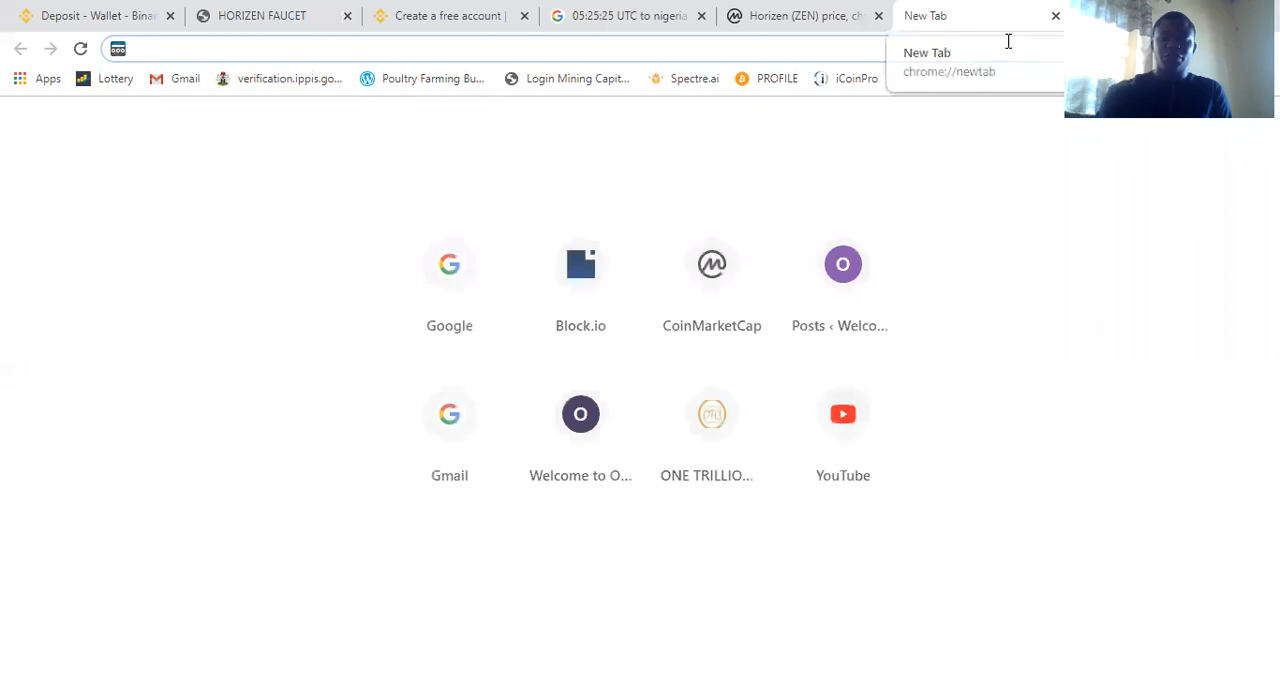 Deposit - Wallet - Binan
HORIZEN FAUCET
Create a free account |
05:25:25 UTC to nigeria
Horizen (ZEN) price, ch
New Tab
New Tab
chrome://newtab
Apps
Lottery
Gmail
verification.ippis.go...
Poultry Farming Bu...
Login Mining Capit...
Spectre.ai
PROFILE
iCoinPro
Google
Block.io
CoinMarketCap
O
Posts ‹ Welco...
Gmail
O
Welcome to O...
ONE TRILLIO...
YouTube